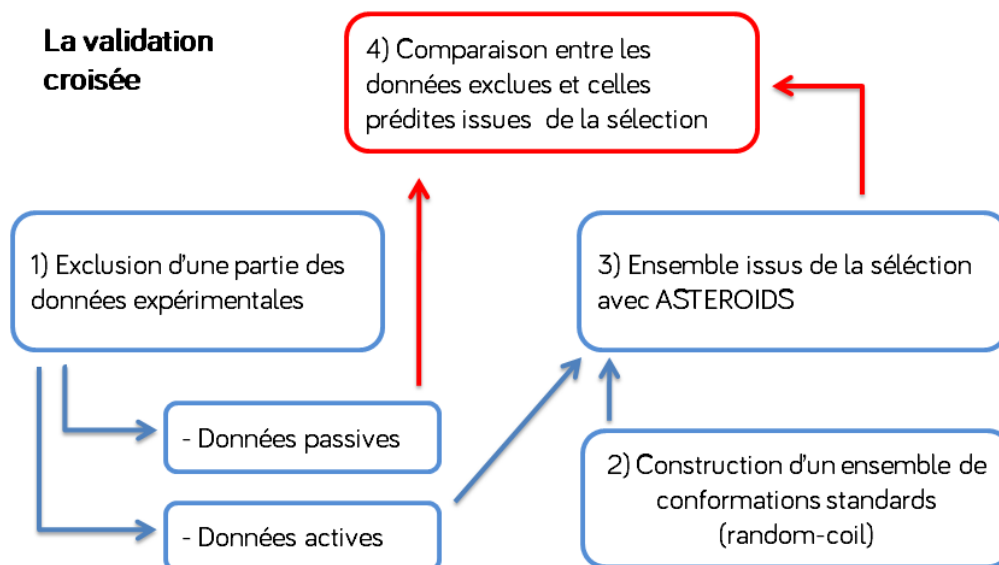 La validation
croisée
4) Comparaison entre les
données exclues et celles
prédites issues de la sélection
1) Exclusion d'une partie des
données expérimentales
3) Ensemble issus de la séléction
avec ASTEROIDS
- Données passives
- Données actives
2) Construction d'un ensemble de
conformations standards
(random-coil)